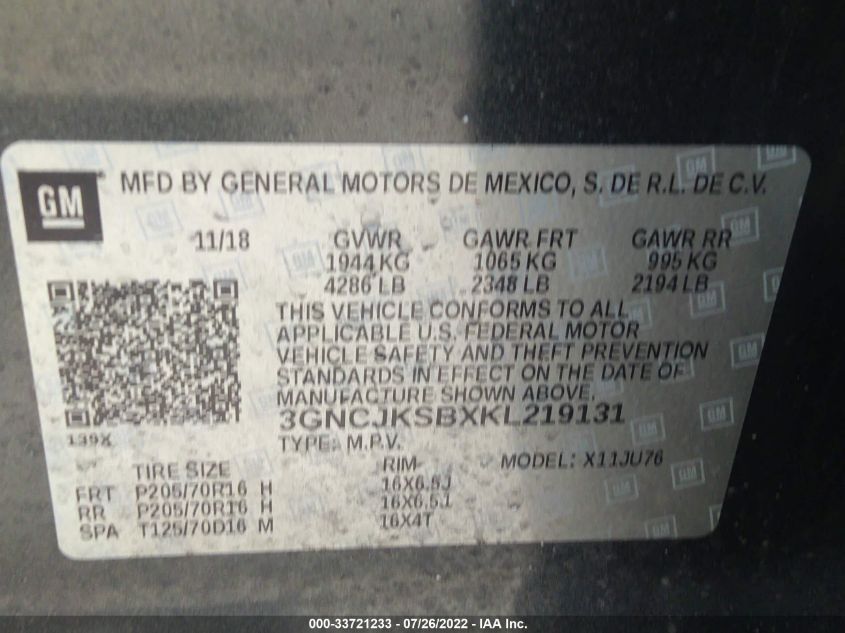 GM
MFD BY GENERAL MOTORS DE MEXICO, S. DE R.L. DE C.V.
11/18 GVWR GAWR FRT GAWR RR
1944 KG 1065 KG 995 KG
4286 LB 2348 LB 2194 LB
THIS VEHICLE CONFORMS TO ALL
APPLICABLE U.S. FEDERAL MOTOR
VEHICLE SAFETY AND THEFT PREVENTION
STANDARDS IN EFFECT ON THE DATE OF
MANUFACTURE SHOWN ABOVE.
3GNCJKSBXKL219131
139X
TYPE: M.P.V.
MODEL: X11JU76
TIRE SIZE RIM
FRT P205/70R16 H 16X6.5J
RR P205/70R16 H 16X6.5J
SPA T125/70D16 M 16X4T
000-33721233 - 07/26/2022 - IAAI.com